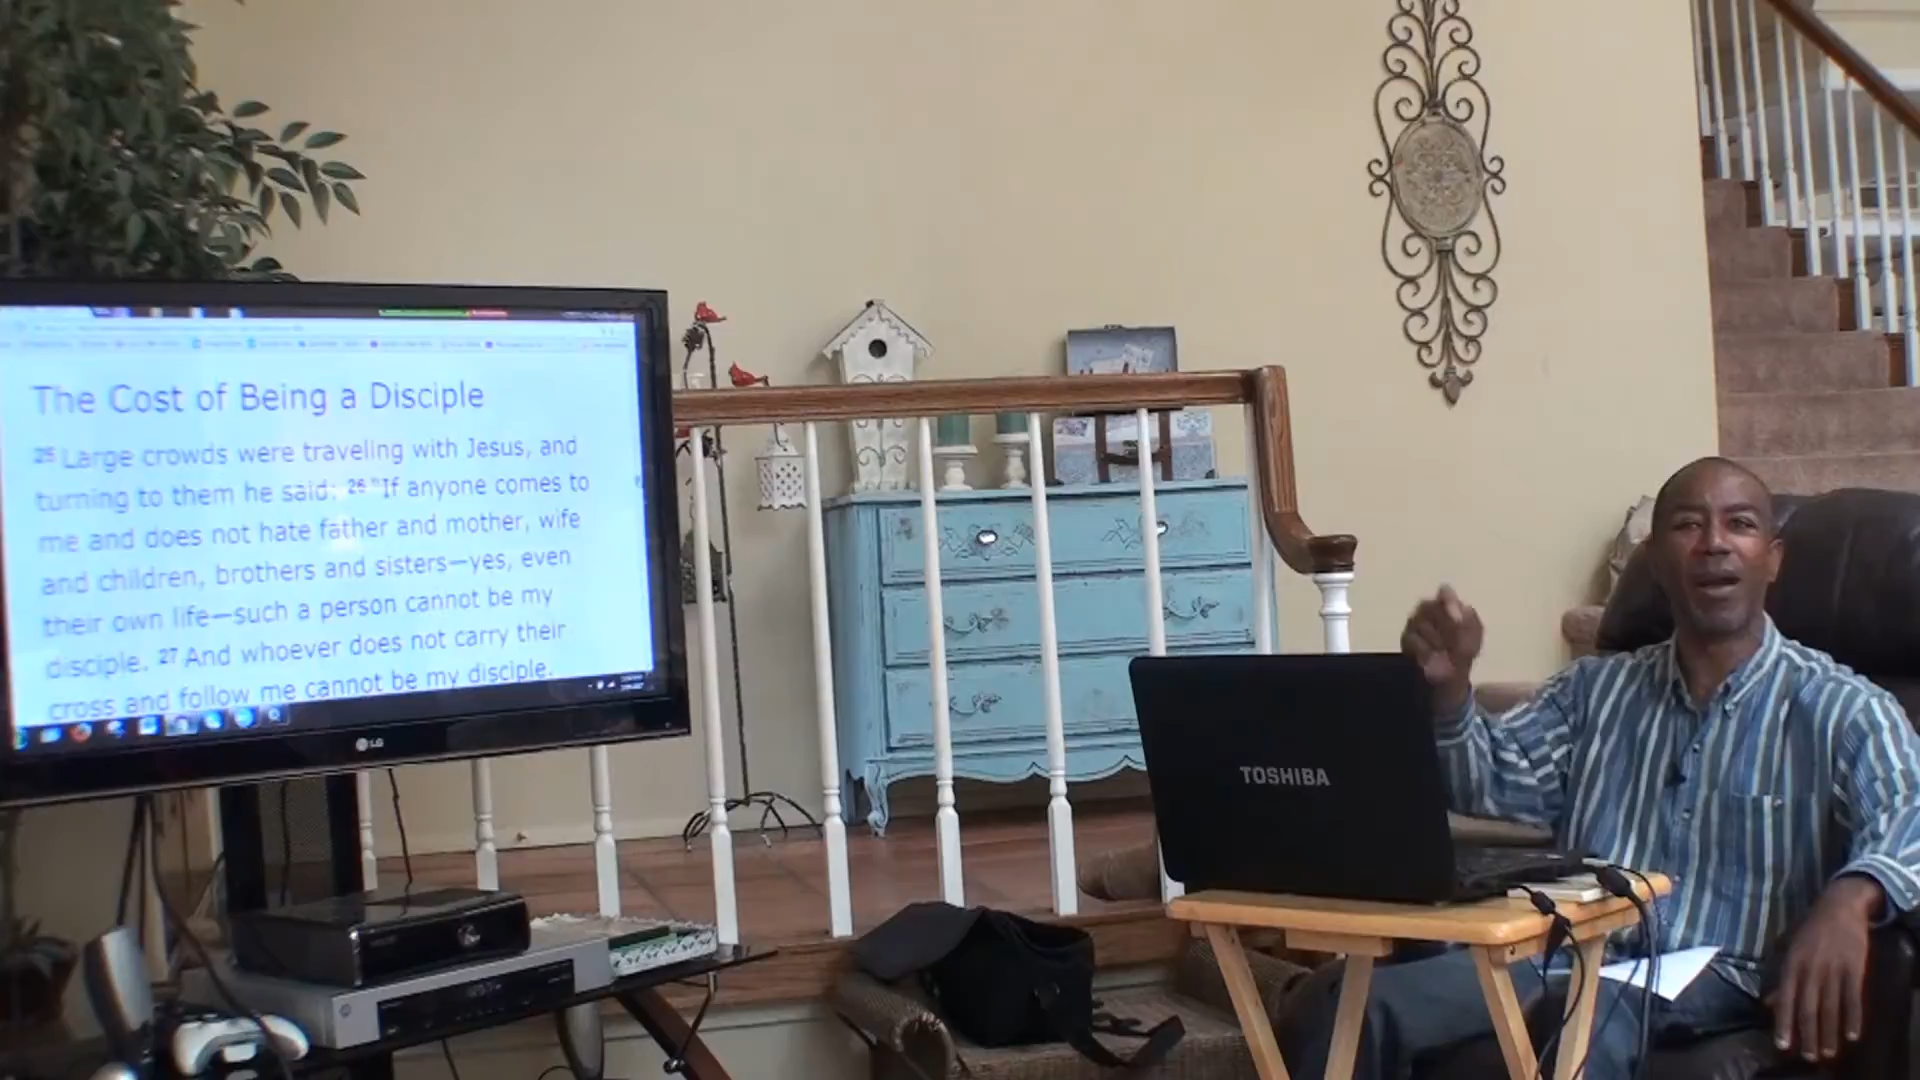 The Cost of Being a Disciple
25 Large crowds were traveling with Jesus, and
turning to them he said: 26 "If anyone comes to
me and does not hate father and mother, wife
and children, brothers and sisters—yes, even
their own life—such a person cannot be my
disciple. 27 And whoever does not carry their
cross and follow me cannot be my disciple.
LG
TOSHIBA